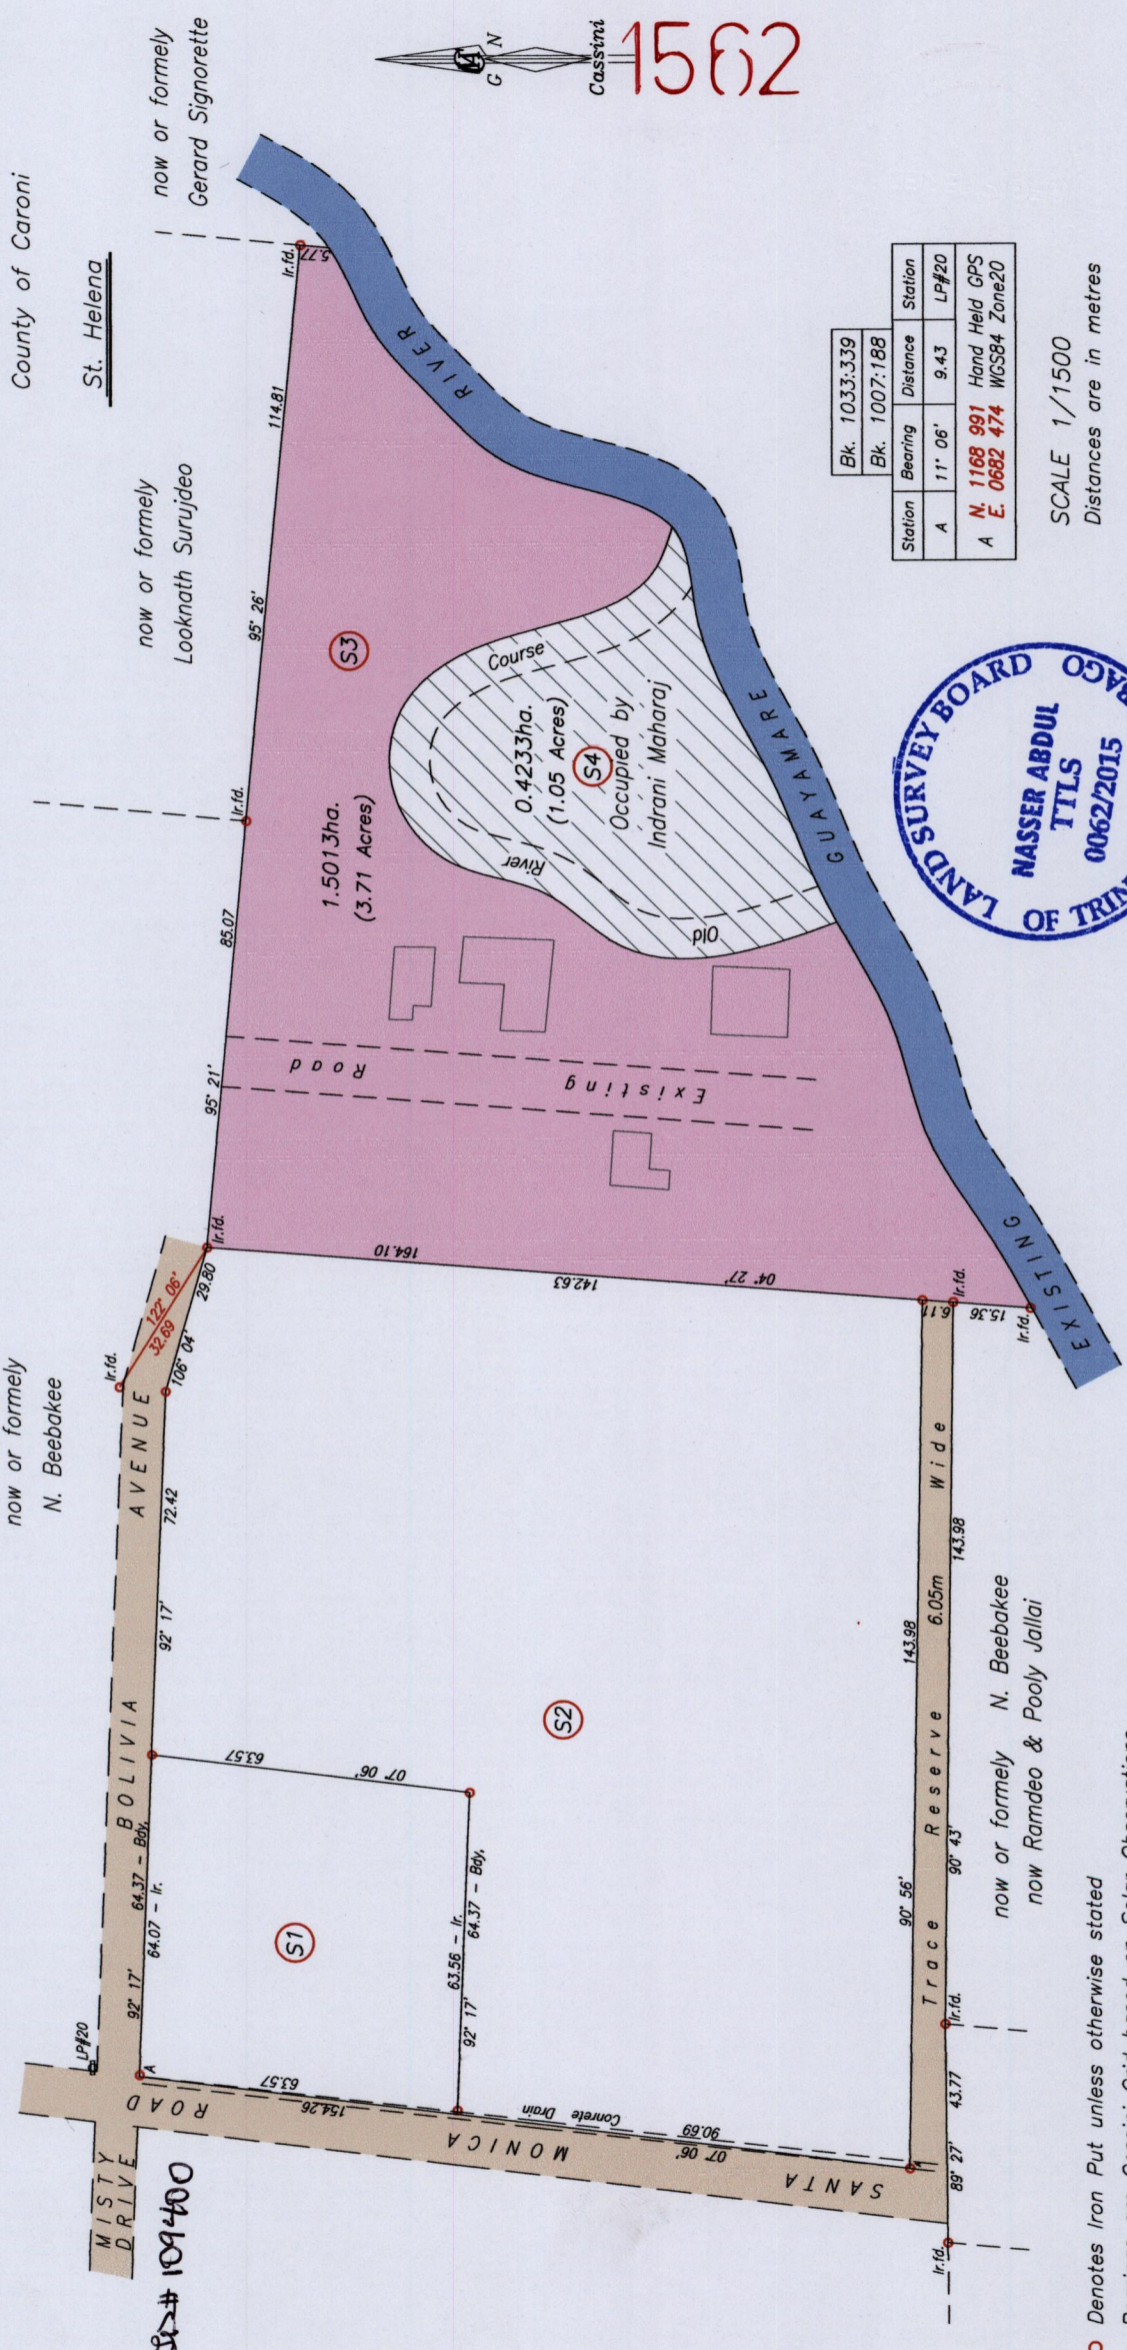 County of Caroni
St. Helena
now or formely
N. Beebakee
now or formely
Looknath Surujdeo
now or formely
Gerard Signorette
M
G N
Cassini
1562
MISTY
DRIVE
LP#20
A
BOLIVIA AVENUE
92° 17'
64.37 – Bdy.
64.07 – Ir.
92° 17'
72.42
Ir.fd.
122° 06'
32.69
106° 04'
29.80
Ir.fd.
95° 21'
85.07
Ir.fd.
95° 26'
114.81
Ir.fd.
5.77
ROAD
MONICA
SANTA
63.57
154.26
Conrete Drain
90.69
07° 06'
S1
63.57
07° 06'
63.56 – Ir.
92° 17'
64.37 – Bdy.
S2
164.10
142.63
04° 27'
6.11
Ir.fd.
15.36
Ir.fd.
Existing Road
1.5013ha.
(3.71 Acres)
S3
Old River Course
0.4233ha.
(1.05 Acres)
S4
Occupied by
Indrani Maharaj
EXISTING GUAYAMARE RIVER
90° 56'
143.98
Trace Reserve 6.05m Wide
Ir.fd.
89° 27'
43.77
Ir.fd.
90° 43'
143.98
now or formely N. Beebakee
now Ramdeo & Pooly Jallai
Bk. 1033:339
Bk. 1007:188
Station Bearing Distance Station
A 11° 06' 9.43 LP#20
A N. 1168 991 Hand Held GPS
E. 0682 474 WGS84 Zone20
SCALE 1/1500
Distances are in metres
LAND SURVEY BOARD
OF
NASSER ABDUL
TTLS
0062/2015
# 109400
Denotes Iron Put unless otherwise stated